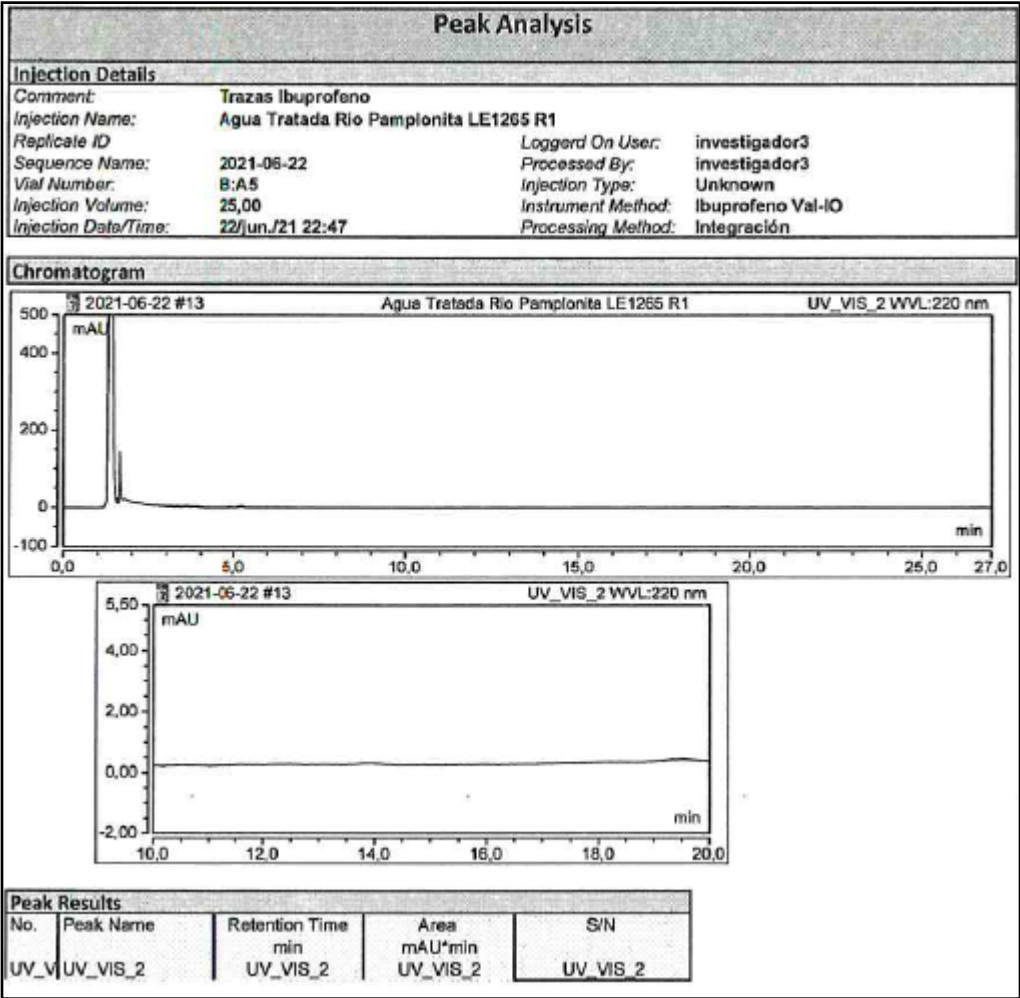 Peak Analysis
Injection Details
Comment: Trazas Ibuprofeno
Injection Name: Agua Tratada Rio Pamplonita LE1265 R1
Replicate ID Loggerd On User: investigador3
Sequence Name: 2021-06-22 Processed By: investigador3
Vial Number: B:A5 Injection Type: Unknown
Injection Volume: 25,00 Instrument Method: Ibuprofeno Val-IO
Injection Date/Time: 22/jun./21 22:47 Processing Method: Integración
Chromatogram
2021-06-22 #13 Agua Tratada Rio Pamplonita LE1265 R1 UV_VIS_2 WVL:220 nm
500
mAU
400
200
0
min
-100
0,0 5,0 10,0 15,0 20,0 25,0 27,0
2021-06-22 #13 UV_VIS_2 WVL:220 nm
5,50
mAU
4,00
2,00
0,00
min
-2,00
10,0 12,0 14,0 16,0 18,0 20,0
Peak Results
No. Peak Name Retention Time Area S/N
min mAU*min
UV_V UV_VIS_2 UV_VIS_2 UV_VIS_2 UV_VIS_2